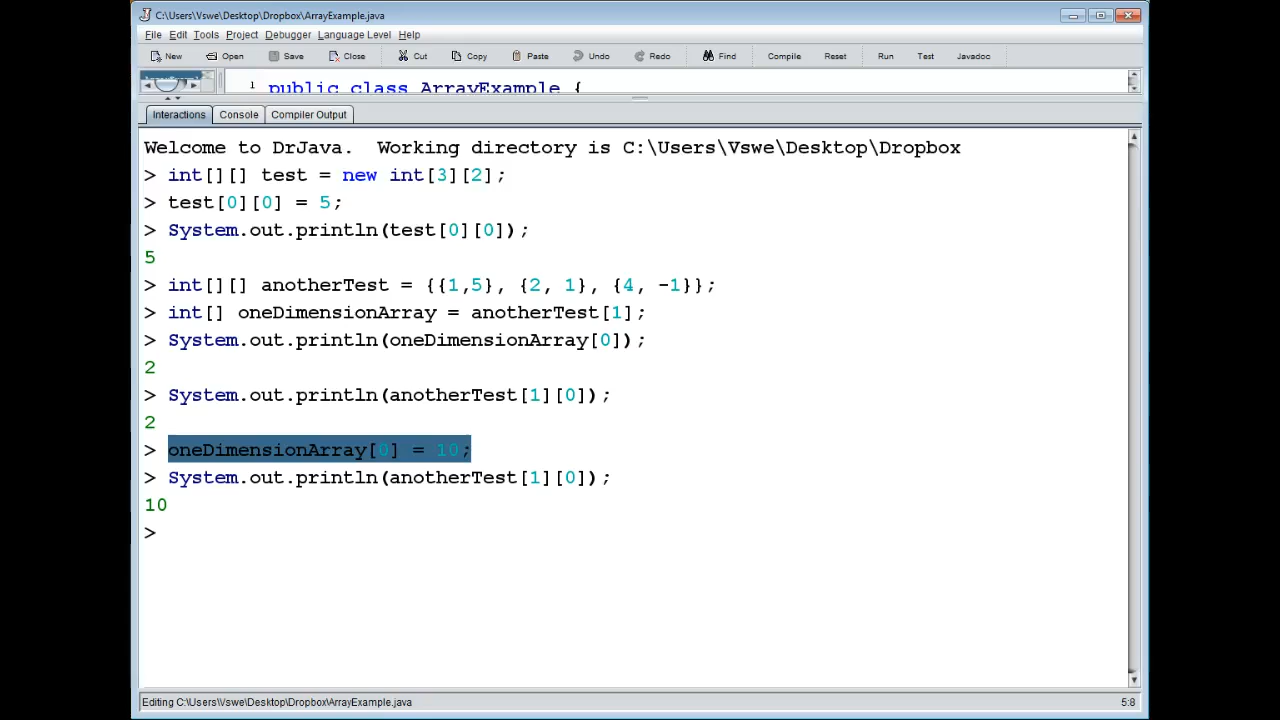 C:\Users\Vswe\Desktop\Dropbox\ArrayExample.java
File Edit Tools Project Debugger Language Level Help
New Open Save Close Cut Copy Paste Undo Redo Find Compile Reset Run Test Javadoc
1 public class ArrayExample {
Interactions Console Compiler Output
Welcome to DrJava.  Working directory is C:\Users\Vswe\Desktop\Dropbox
> int[][] test = new int[3][2];
> test[0][0] = 5;
> System.out.println(test[0][0]);
5
> int[][] anotherTest = {{1,5}, {2, 1}, {4, -1}};
> int[] oneDimensionArray = anotherTest[1];
> System.out.println(oneDimensionArray[0]);
2
> System.out.println(anotherTest[1][0]);
2
> oneDimensionArray[0] = 10;
> System.out.println(anotherTest[1][0]);
10
>
Editing C:\Users\Vswe\Desktop\Dropbox\ArrayExample.java 5:8